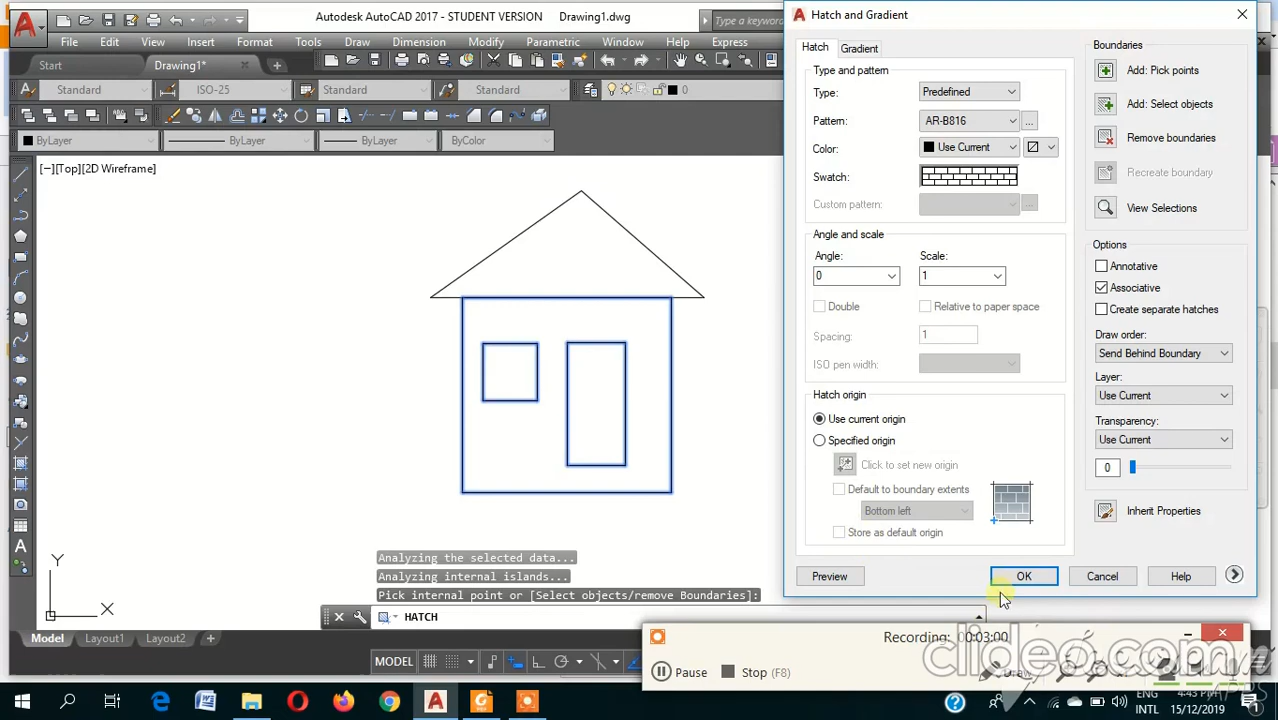 Autodesk AutoCAD 2017 - STUDENT VERSION Drawing1.dwg
Type a keyword
File Edit View Insert Format Tools Draw Dimension Modify Parametric Window Help Express
Start Drawing1*
Standard ISO-25 Standard Standard 0
ByLayer ByLayer ByLayer ByColor
[−][Top][2D Wireframe]
Y
X
Analyzing the selected data...
Analyzing internal islands...
Pick internal point or [Select objects/remove Boundaries]:
HATCH
Model Layout1 Layout2 +
MODEL
Hatch and Gradient
Hatch Gradient
Type and pattern
Type: Predefined
Pattern: AR-B816 ...
Color: Use Current
Swatch:
Custom pattern: ...
Angle and scale
Angle: Scale:
0 1
Double Relative to paper space
Spacing: 1
ISO pen width:
Hatch origin
Use current origin
Specified origin
Click to set new origin
Default to boundary extents
Bottom left
Store as default origin
Preview OK Cancel Help
Boundaries
Add: Pick points
Add: Select objects
Remove boundaries
Recreate boundary
View Selections
Options
Annotative
Associative
Create separate hatches
Draw order:
Send Behind Boundary
Layer:
Use Current
Transparency:
Use Current
0
Inherit Properties
Recording: 00:03:00
Pause Stop (F8) Draw
clideo.com
ENG 4:43 PM
INTL 15/12/2019